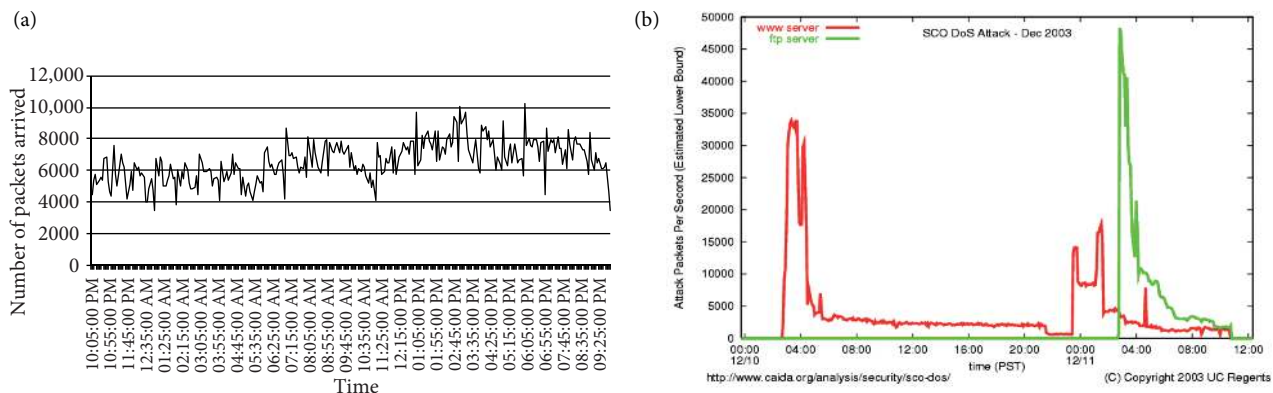 (a)
Number of packets arrived
12,000
10,000
8000
6000
4000
2000
0
10:05:00 PM
10:55:00 PM
11:45:00 PM
12:35:00 AM
01:25:00 AM
02:15:00 AM
03:05:00 AM
03:55:00 AM
04:45:00 AM
05:35:00 AM
06:25:00 AM
07:15:00 AM
08:05:00 AM
08:55:00 AM
09:45:00 AM
10:35:00 AM
11:25:00 AM
12:15:00 PM
01:05:00 PM
01:55:00 PM
02:45:00 PM
03:35:00 PM
04:25:00 PM
05:15:00 PM
06:05:00 PM
06:55:00 PM
07:45:00 PM
08:35:00 PM
09:25:00 PM
Time
(b)
SCO DoS Attack - Dec 2003
www server
ftp server
Attack Packets Per Second (Estimated Lower Bound)
50000
45000
40000
35000
30000
25000
20000
15000
10000
5000
0
00:00
12/10
04:00
08:00
12:00
16:00
20:00
00:00
12/11
04:00
08:00
12:00
time (PST)
http://www.caida.org/analysis/security/sco-dos/
(C) Copyright 2003 UC Regents